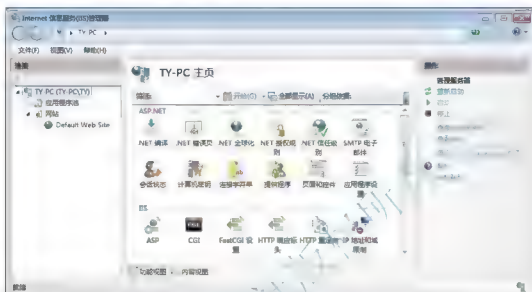 Internet 信息服务(IIS)管理器
TY-PC
文件(F) 视图(V) 帮助(H)
连接
TY-PC (TY-PC\TY)
应用程序池
网站
Default Web Site
TY-PC 主页
筛选: 开始(G) 全部显示(A) 分组依据:
ASP.NET
.NET 编译 .NET 错误页 .NET 全球化 .NET 授权规则 .NET 信任级别 SMTP 电子邮件
会话状态 计算机密钥 连接字符串 提供程序 页面和控件 应用程序设置
IIS
ASP CGI FastCGI 设置 HTTP 响应标头 HTTP 重定向 IP 地址和域限制
功能视图 内容视图
操作
管理服务器
重新启动
启动
停止
就绪